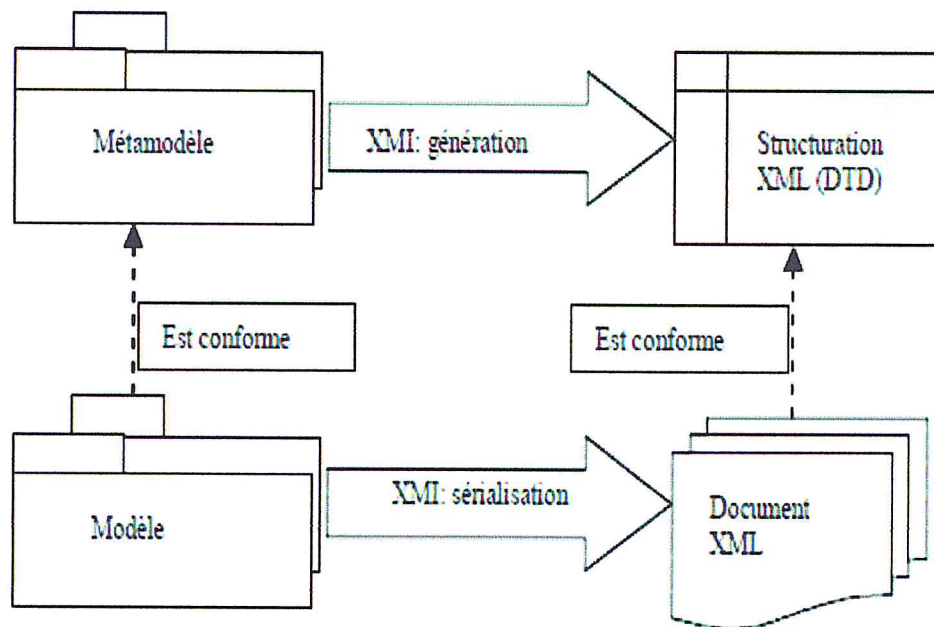 Métamodèle
XMI: génération
Structuration
XML (DTD)
Est conforme
Est conforme
Modèle
XMI: sérialisation
Document
XML